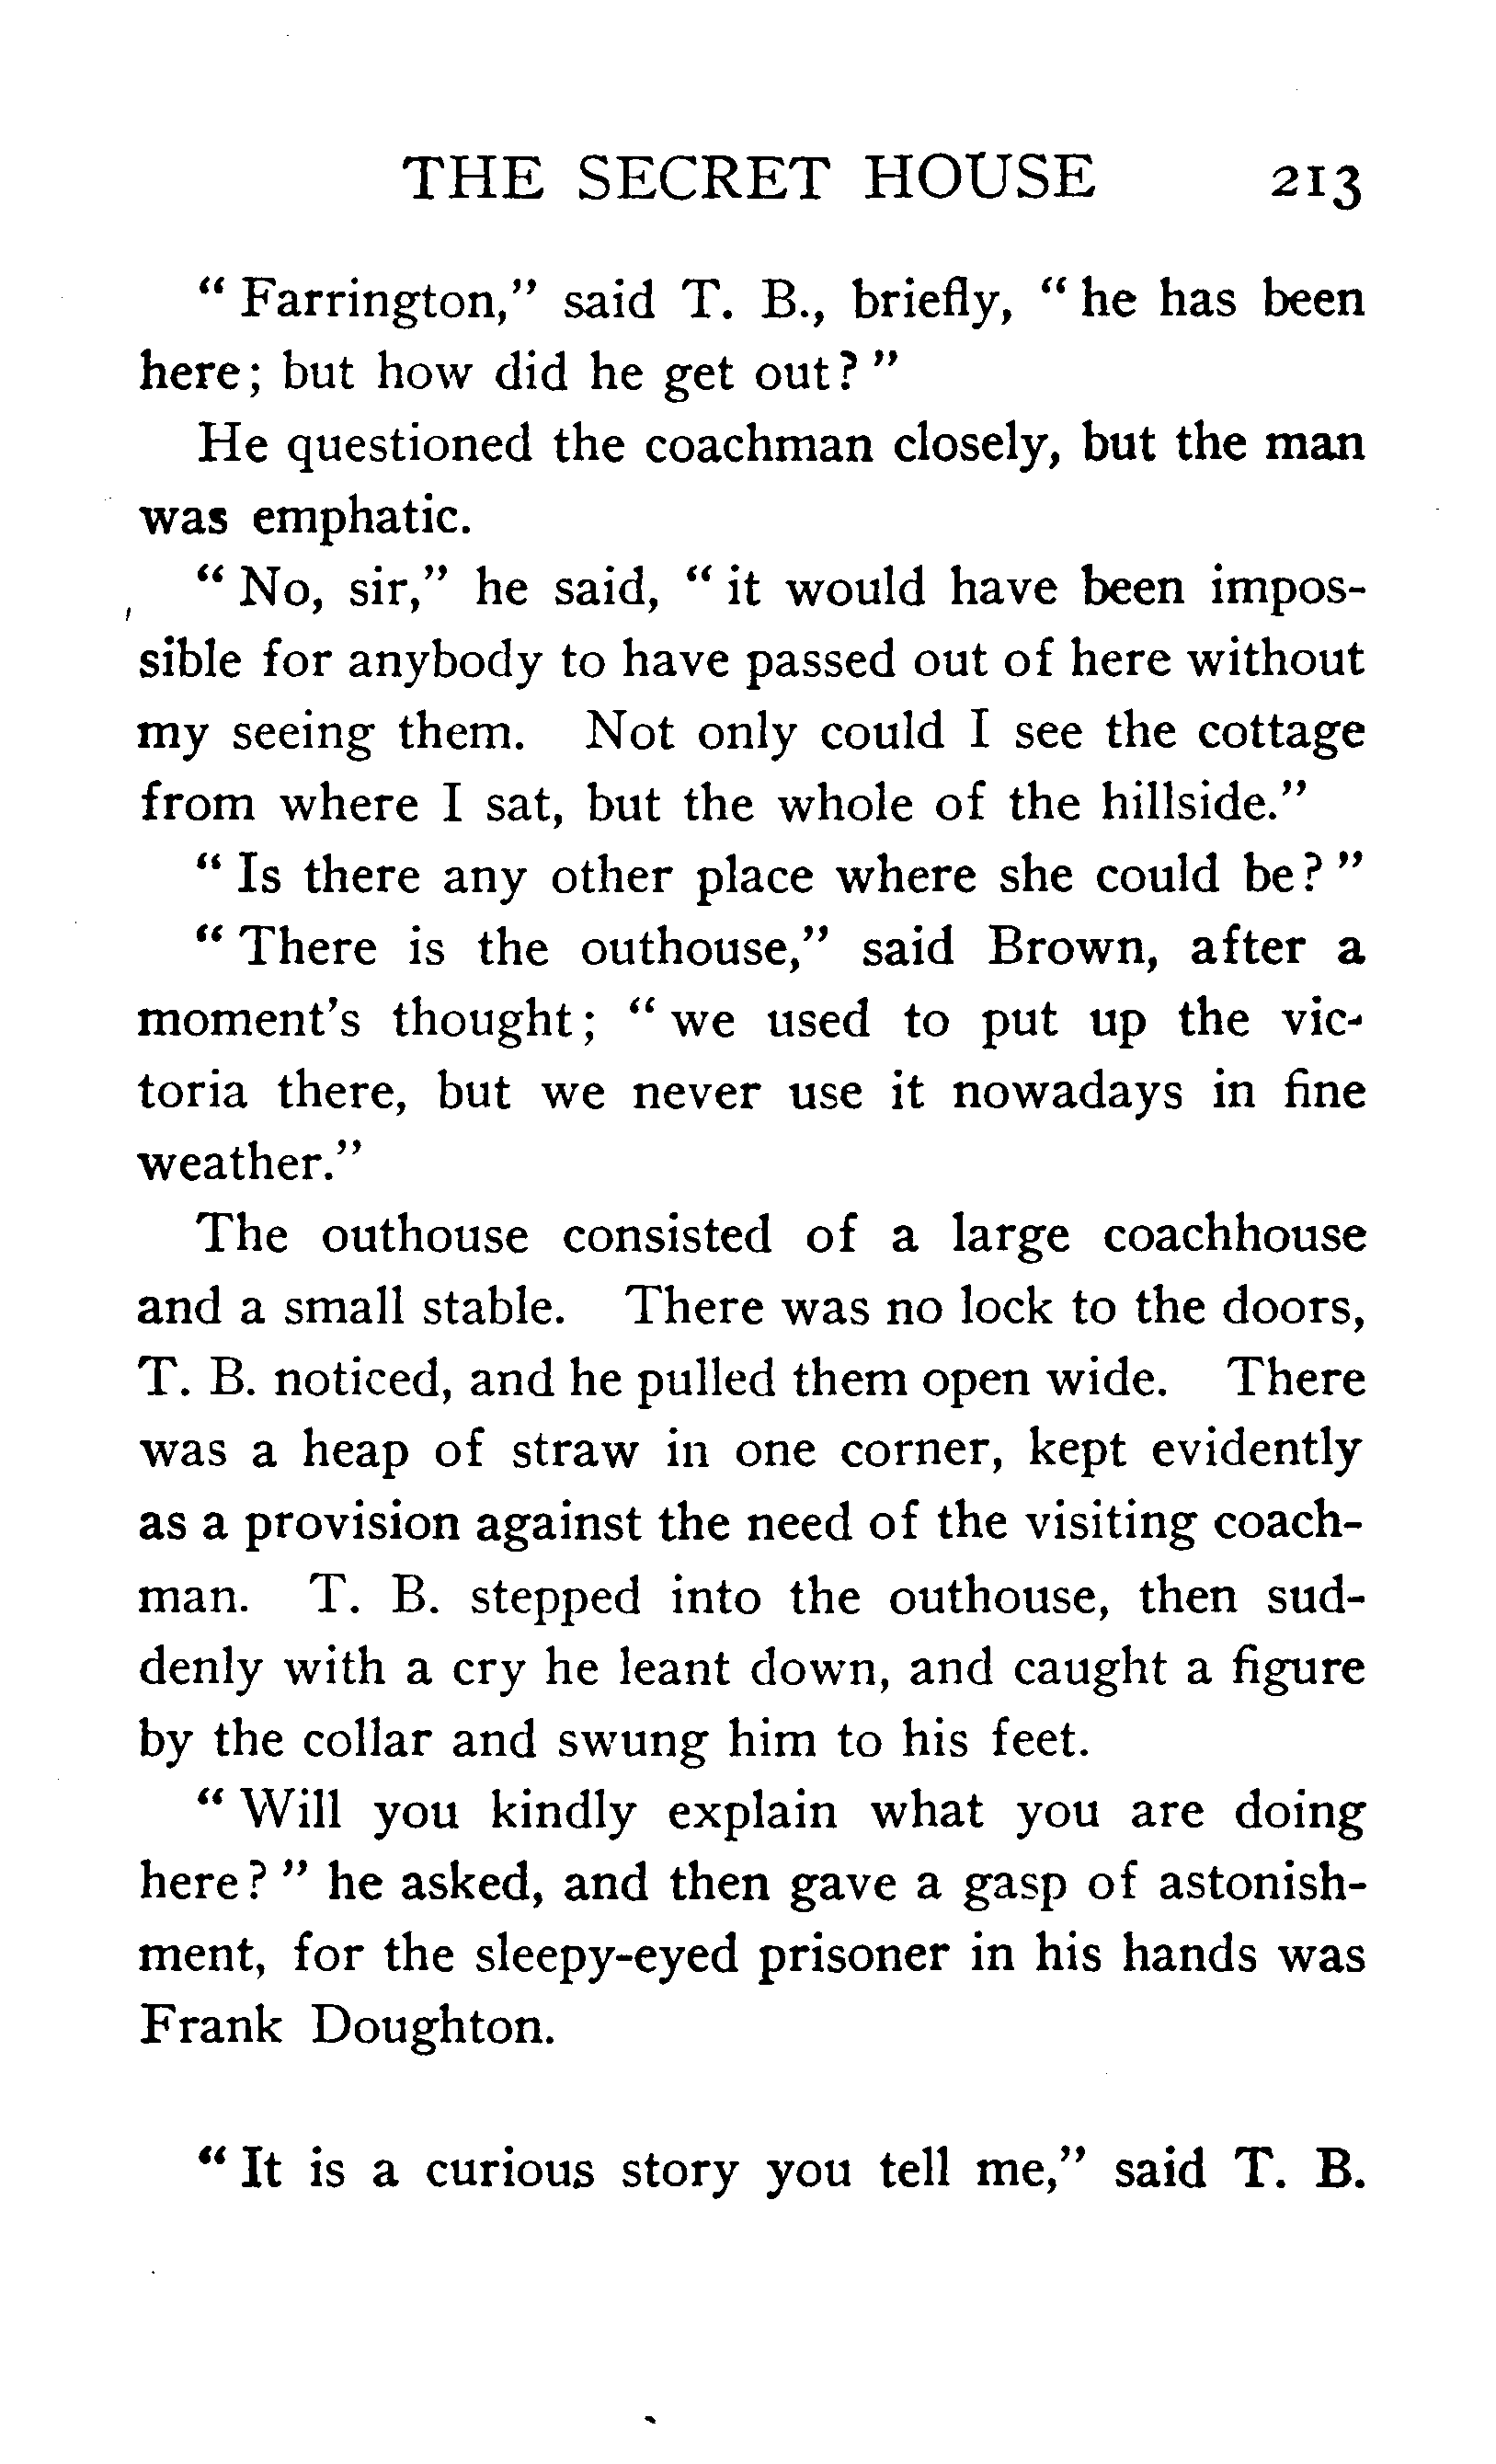 THE SECRET HOUSE 213
“ Farrington,” said T. B., briefly, “ he has been
here; but how did he get out? ”
He questioned the coachman closely, but the man
was emphatic.
“ No, sir,” he said, “ it would have been impos-
sible for anybody to have passed out of here without
my seeing them. Not only could I see the cottage
from where I sat, but the whole of the hillside.”
“ Is there any other place where she could be? ”
“ There is the outhouse,” said Brown, after a
moment's thought; “ we used to put up the vic-
toria there, but we never use it nowadays in fine
weather.”
The outhouse consisted of a large coachhouse
and a small stable. There was no lock to the doors,
T. B. noticed, and he pulled them open wide. There
was a heap of straw in one corner, kept evidently
as a provision against the need of the visiting coach-
man. T. B. stepped into the outhouse, then sud-
denly with a cry he leant down, and caught a figure
by the collar and swung him to his feet.
“ Will you kindly explain what you are doing
here? ” he asked, and then gave a gasp of astonish-
ment, for the sleepy-eyed prisoner in his hands was
Frank Doughton.
“ It is a curious story you tell me,” said T. B.